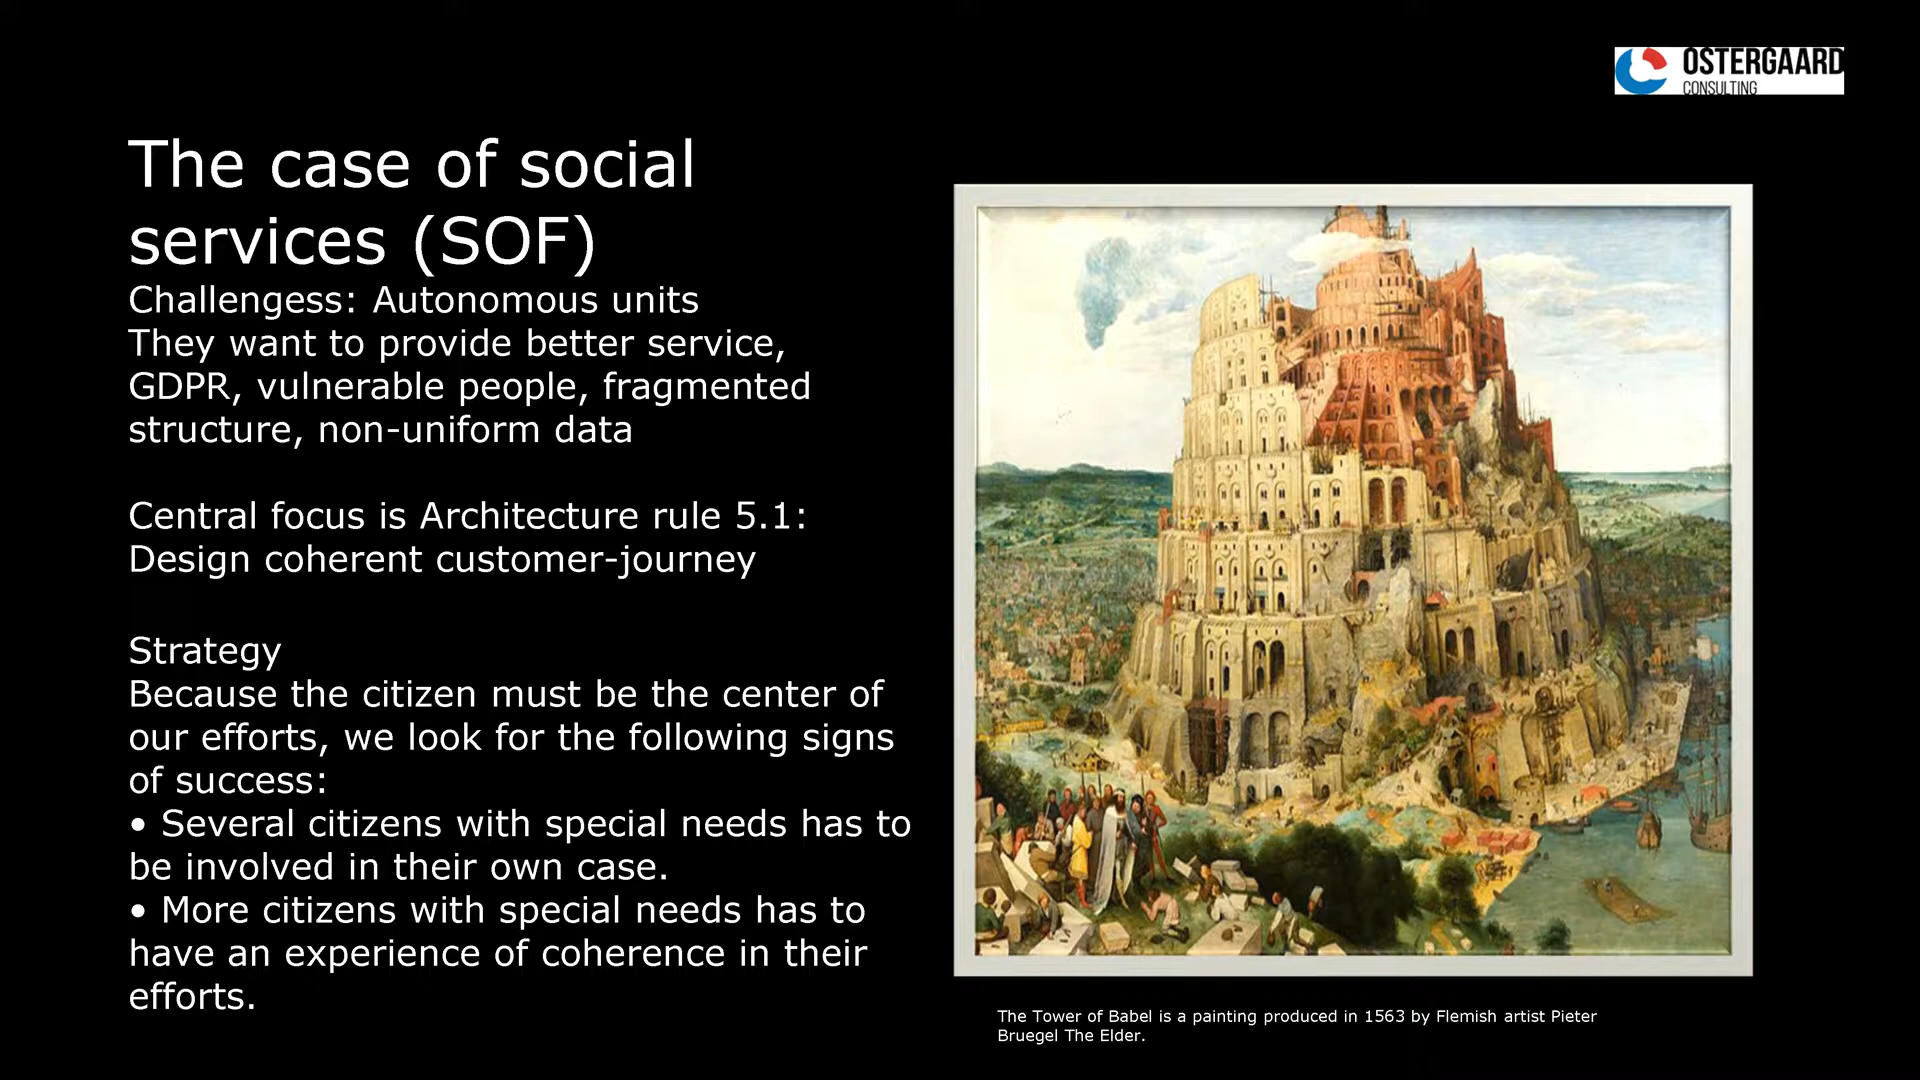 OSTERGAARD
CONSULTING
The case of social
services (SOF)
Challengess: Autonomous units
They want to provide better service,
GDPR, vulnerable people, fragmented
structure, non-uniform data
Central focus is Architecture rule 5.1:
Design coherent customer-journey
Strategy
Because the citizen must be the center of
our efforts, we look for the following signs
of success:
• Several citizens with special needs has to
be involved in their own case.
• More citizens with special needs has to
have an experience of coherence in their
efforts.
The Tower of Babel is a painting produced in 1563 by Flemish artist Pieter
Bruegel The Elder.